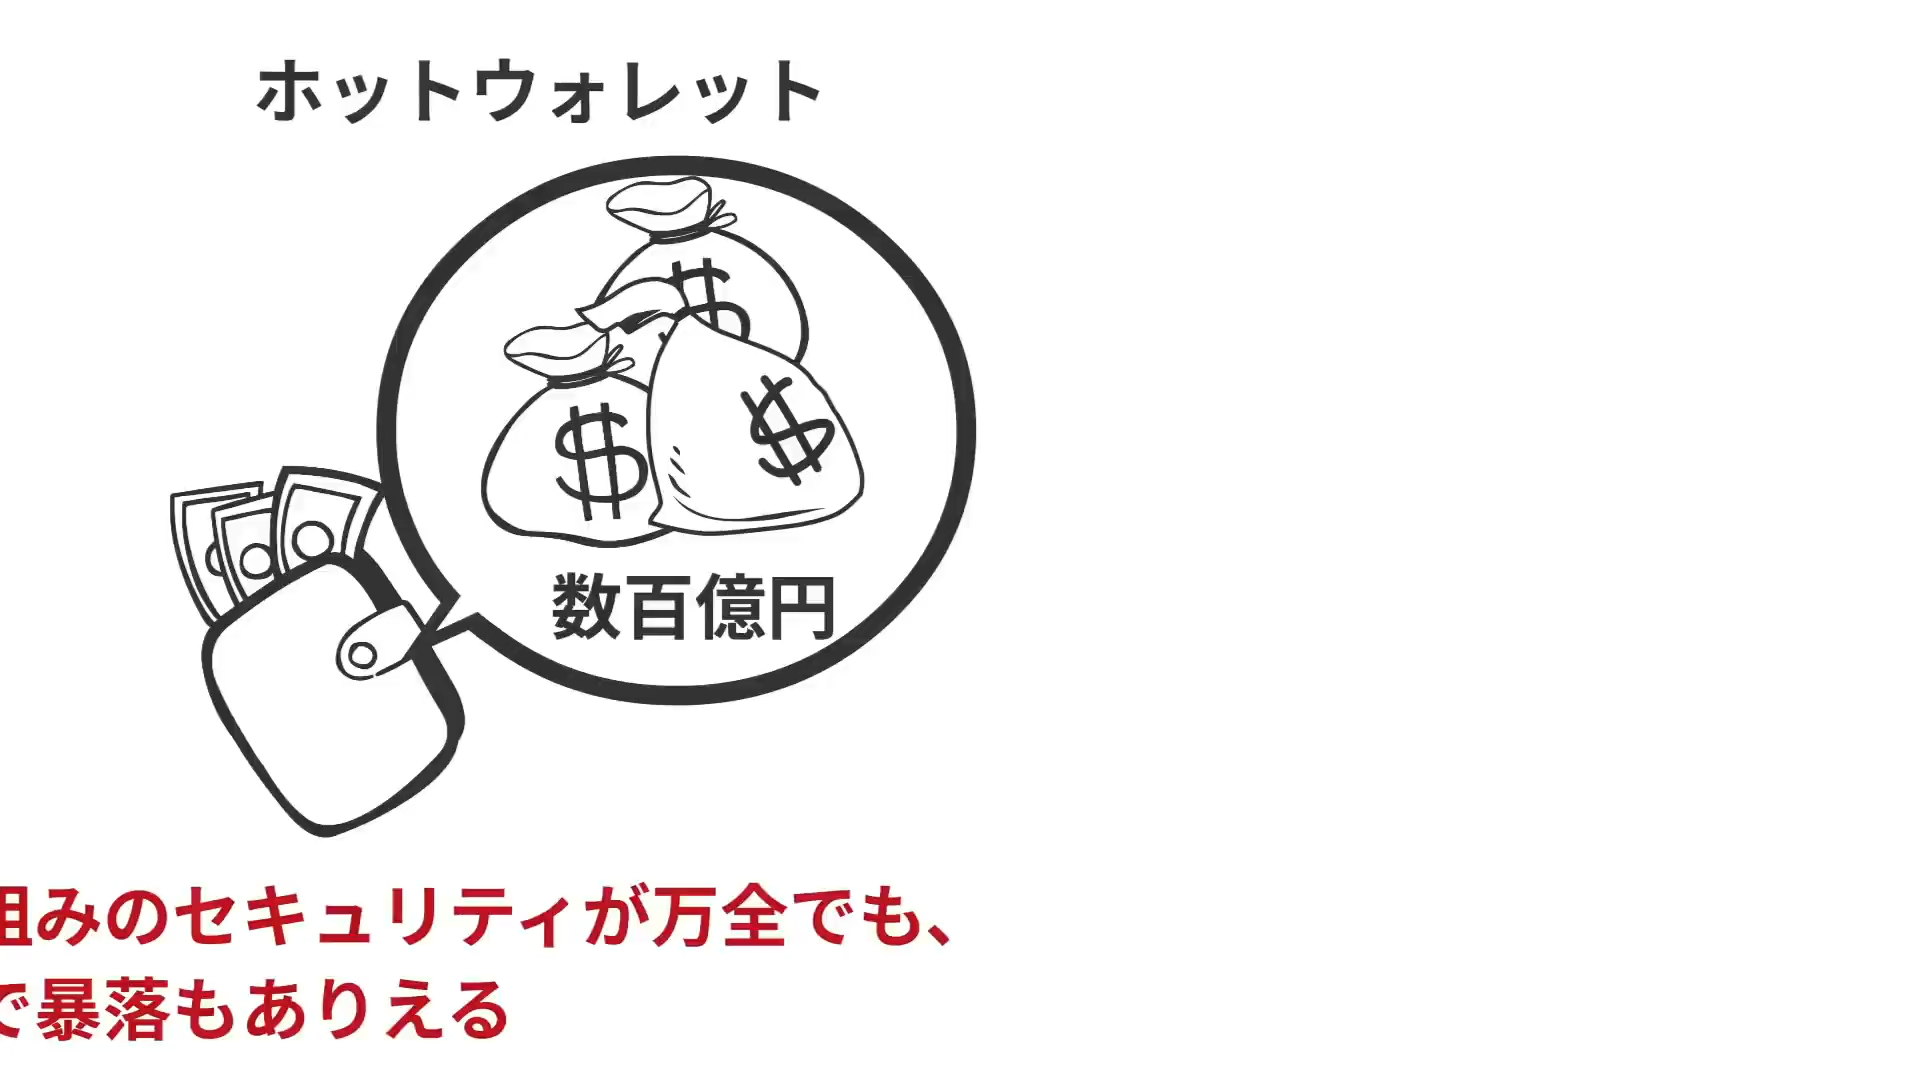 ホットウォレット
$
$
$
数百億円
組みのセキュリティが万全でも、
で暴落もありえる